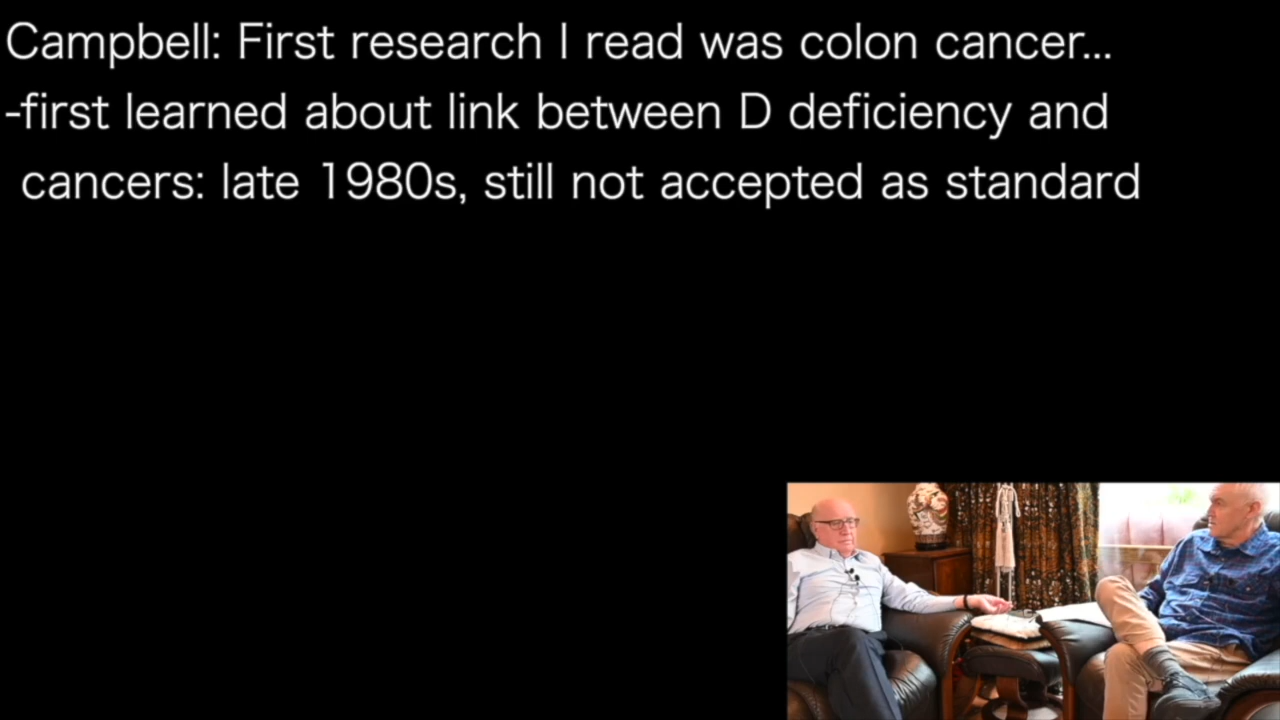 Campbell: First research I read was colon cancer...
-first learned about link between D deficiency and
cancers: late 1980s, still not accepted as standard